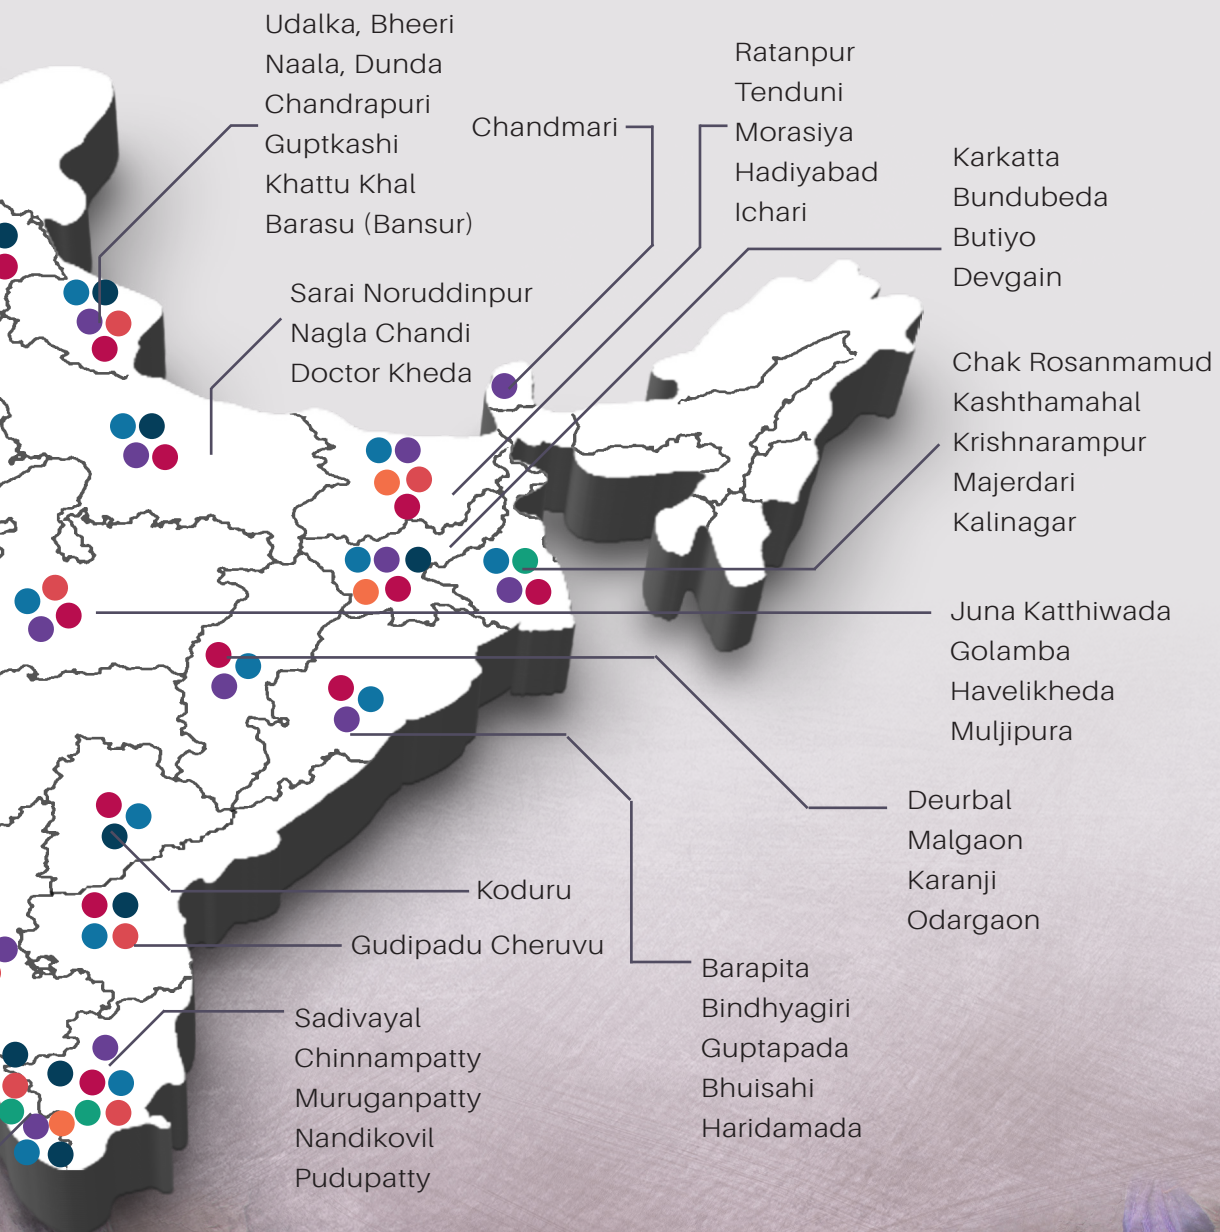 Udalka, Bheeri
Naala, Dunda
Chandrapuri
Guptkashi
Khattu Khal
Barasu (Bansur)
Chandmari
Ratanpur
Tenduni
Morasiya
Hadiyabad
Ichari
Karkatta
Bundubeda
Butiyo
Devgain
Sarai Noruddinpur
Nagla Chandi
Doctor Kheda
Chak Rosanmamud
Kashthamahal
Krishnarampur
Majerdari
Kalinagar
Juna Katthiwada
Golamba
Havelikheda
Muljipura
Deurbal
Malgaon
Karanji
Odargaon
Koduru
Gudipadu Cheruvu
Barapita
Bindhyagiri
Guptapada
Bhuisahi
Haridamada
Sadivayal
Chinnampatty
Muruganpatty
Nandikovil
Pudupatty